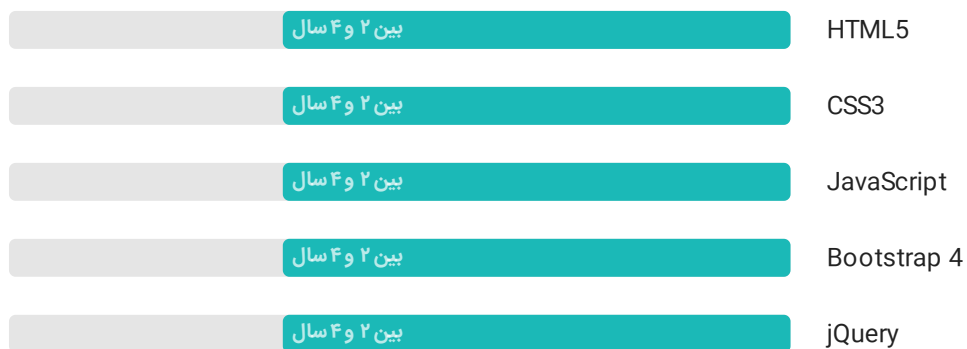 HTML5
بین ۲ و ۴ سال
CSS3
بین ۲ و ۴ سال
JavaScript
بین ۲ و ۴ سال
Bootstrap 4
بین ۲ و ۴ سال
jQuery
بین ۲ و ۴ سال